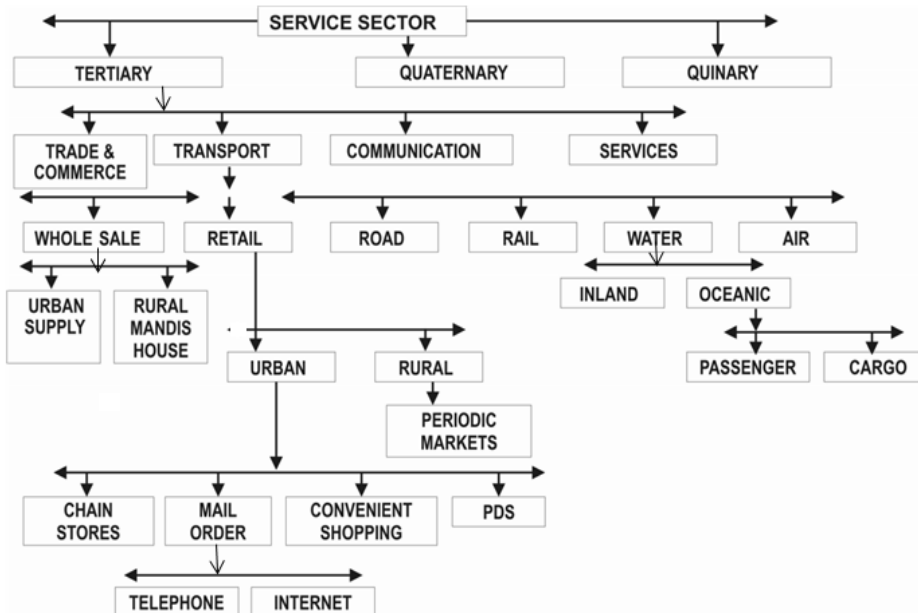 SERVICE SECTOR
TERTIARY
QUATERNARY
QUINARY
TRADE &
COMMERCE
TRANSPORT
COMMUNICATION
SERVICES
WHOLE SALE
RETAIL
ROAD
RAIL
WATER
AIR
URBAN
SUPPLY
RURAL
MANDIS
HOUSE
INLAND
OCEANIC
URBAN
RURAL
PASSENGER
CARGO
PERIODIC
MARKETS
CHAIN
STORES
MAIL
ORDER
CONVENIENT
SHOPPING
PDS
TELEPHONE
INTERNET